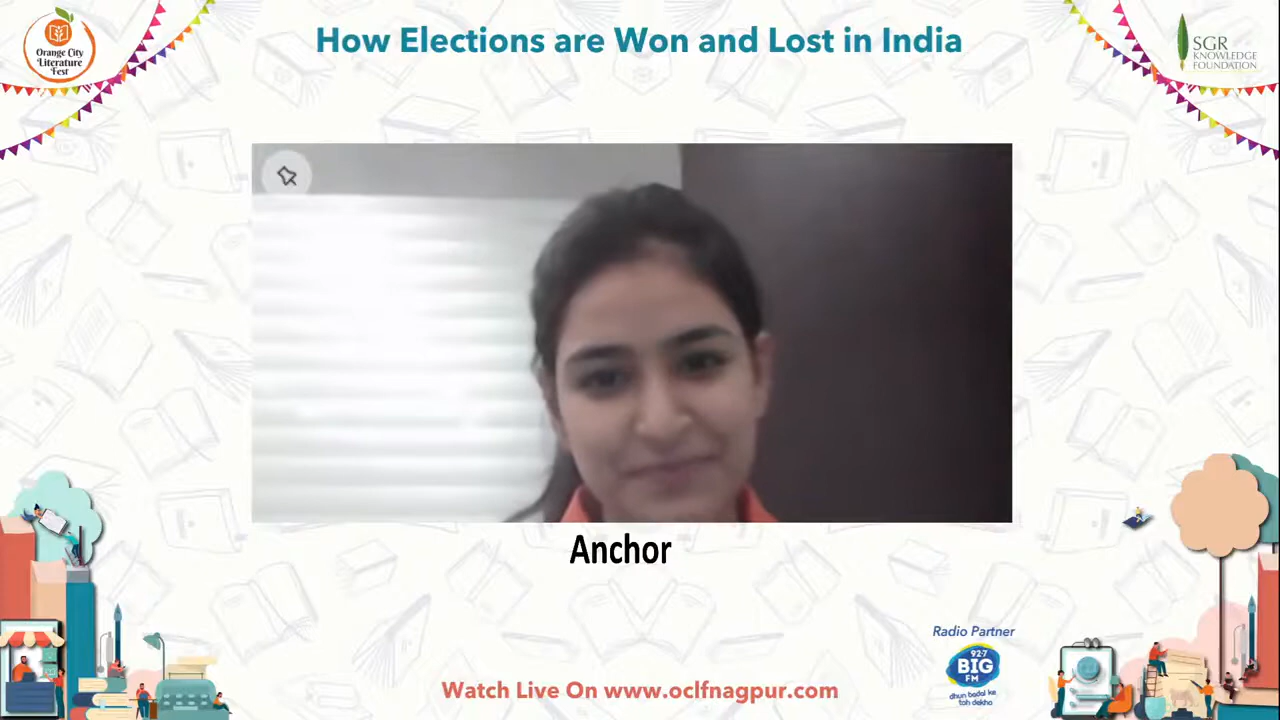 How Elections are Won and Lost in India
Orange City
Literature
Fest
SGR
KNOWLEDGE
FOUNDATION
Anchor
Radio Partner
92.7
BIG
FM
dhun badal ke
toh dekho
Watch Live On www.oclfnagpur.com